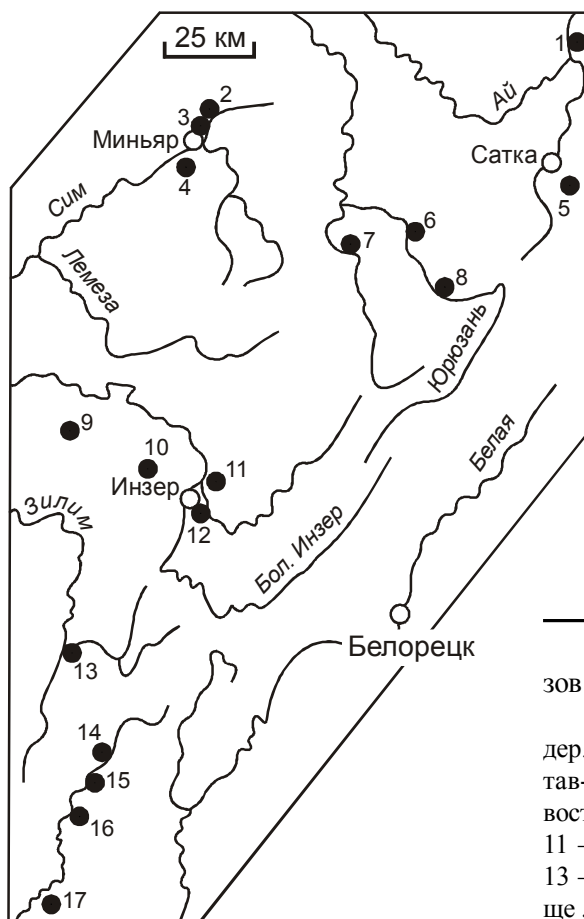 25 км
1
Ай
2
3
Миньяр
4
Сатка
5
Сим
Лемеза
6
7
8
Юрюзань
9
10
11
Инзер
12
Зилим
Белая
Бол. Инзер
Белорецк
13
14
15
16
17
зов
дер.
тав-
вост
11 –
13 –
ще